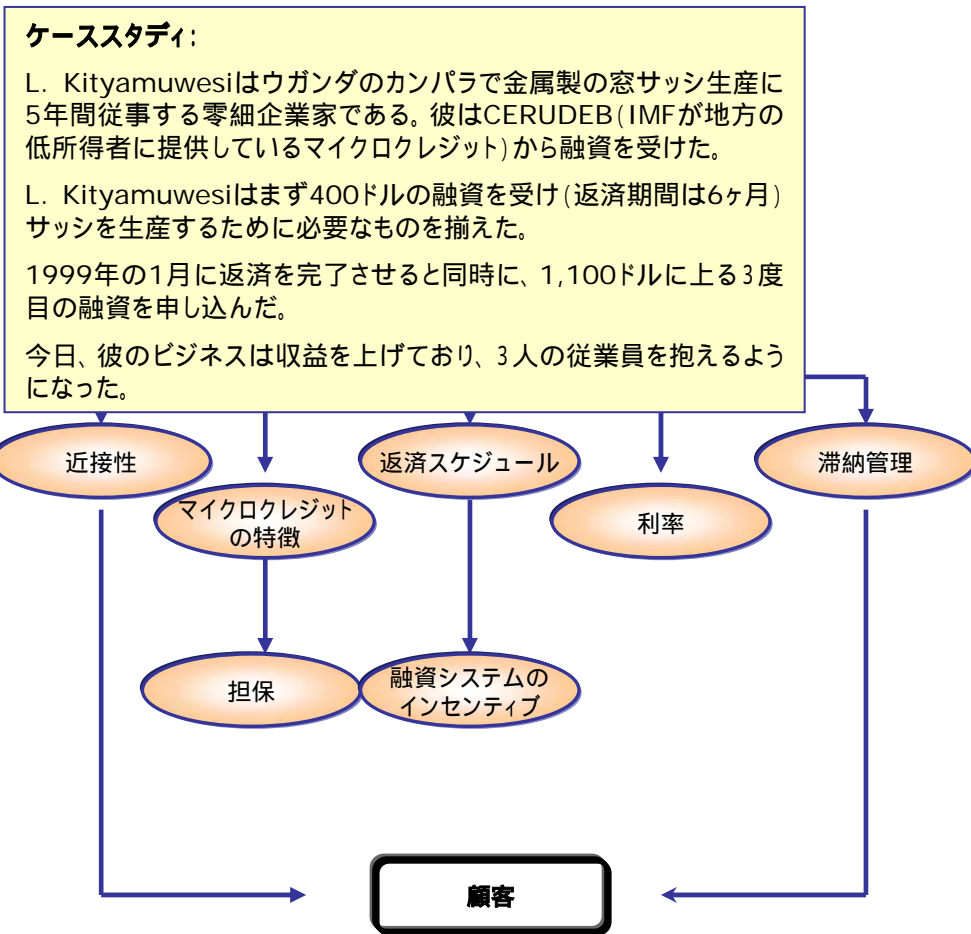 ケーススタディ:
L. Kityamuwesiはウガンダのカンパラで金属製の窓サッシ生産に
5年間従事する零細企業家である。彼はCERUDEB(IMFが地方の
低所得者に提供しているマイクロクレジット)から融資を受けた。
L. Kityamuwesiはまず400ドルの融資を受け(返済期間は6ヶ月)
サッシを生産するために必要なものを揃えた。
1999年の1月に返済を完了させると同時に、1,100ドルに上る3度
目の融資を申し込んだ。
今日、彼のビジネスは収益を上げており、3人の従業員を抱えるよう
になった。
近接性
返済スケジュール
滞納管理
マイクロクレジット
の特徴
利率
担保
融資システムの
インセンティブ
顧客